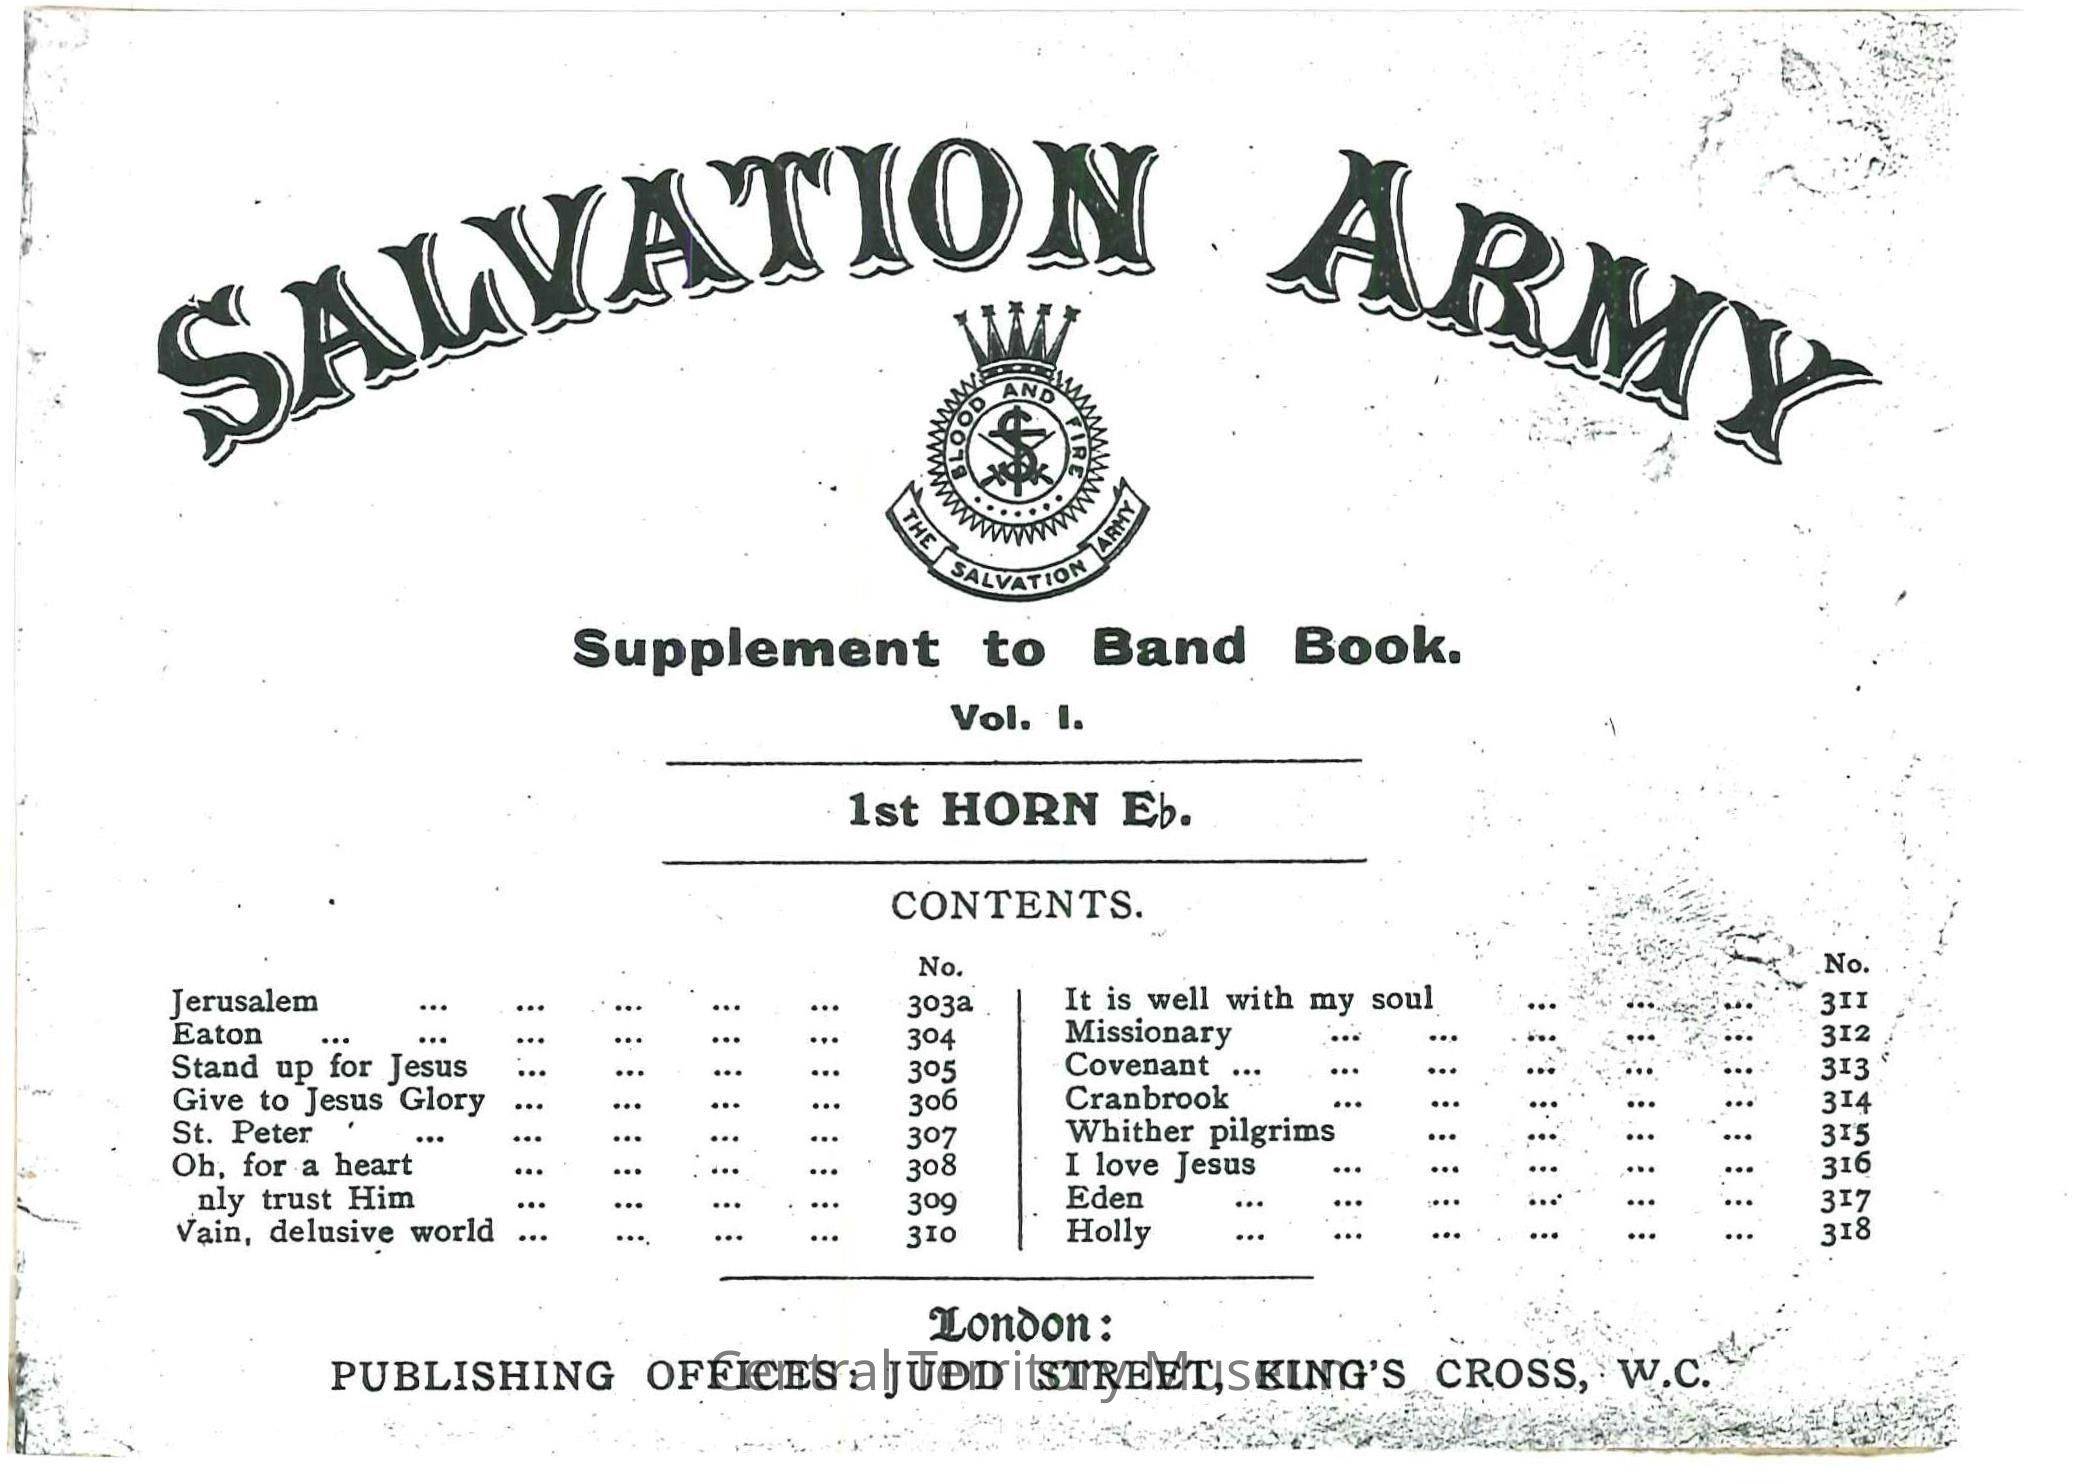 SALVATION ARMY
BLOOD AND FIRE
THE SALVATION ARMY
Supplement to Band Book.
Vol. I.
1st HORN E♭.
CONTENTS.
No.
Jerusalem ... ... ... ... ... 303a
Eaton ... ... ... ... ... ... 304
Stand up for Jesus ... ... ... ... 305
Give to Jesus Glory ... ... ... ... 306
St. Peter ... ... ... ... ... 307
Oh, for a heart ... ... ... ... 308
nly trust Him ... ... ... ... 309
Vain, delusive world ... ... ... ... 310
No.
It is well with my soul ... ... ... 311
Missionary ... ... ... ... ... 312
Covenant ... ... ... ... ... ... 313
Cranbrook ... ... ... ... ... 314
Whither pilgrims ... ... ... ... 315
I love Jesus ... ... ... ... ... 316
Eden ... ... ... ... ... ... 317
Holly ... ... ... ... ... ... 318
London:
PUBLISHING OFFICES: JUDD STREET, KING'S CROSS, W.C.
Central Territory Museum